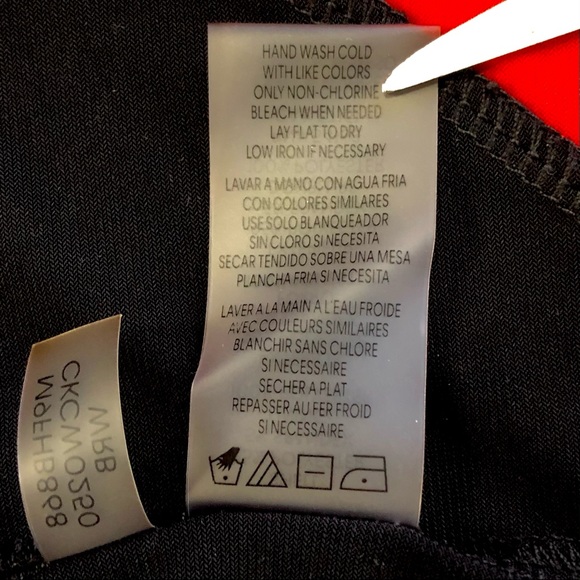 HAND WASH COLD
WITH LIKE COLORS
ONLY NON-CHLORINE
BLEACH WHEN NEEDED
LAY FLAT TO DRY
LOW IRON IF NECESSARY
LAVAR A MANO CON AGUA FRIA
CON COLORES SIMILARES
USE SOLO BLANQUEADOR
SIN CLORO SI NECESITA
SECAR TENDIDO SOBRE UNA MESA
PLANCHA FRIA SI NECESITA
LAVER A LA MAIN A L'EAU FROIDE
AVEC COULEURS SIMILAIRES
BLANCHIR SANS CHLORE
SI NECESSAIRE
SECHER A PLAT
REPASSER AU FER FROID
SI NECESSAIRE